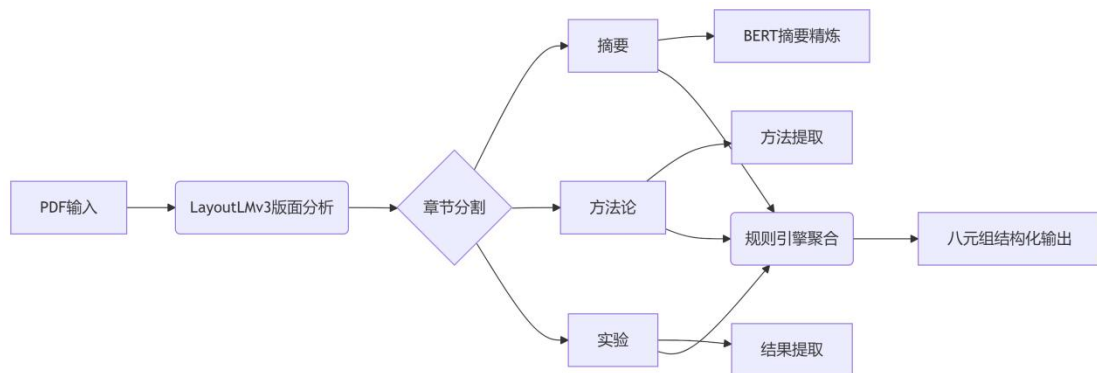 PDF输入
LayoutLMv3版面分析
章节分割
摘要
BERT摘要精炼
方法论
方法提取
实验
结果提取
规则引擎聚合
八元组结构化输出